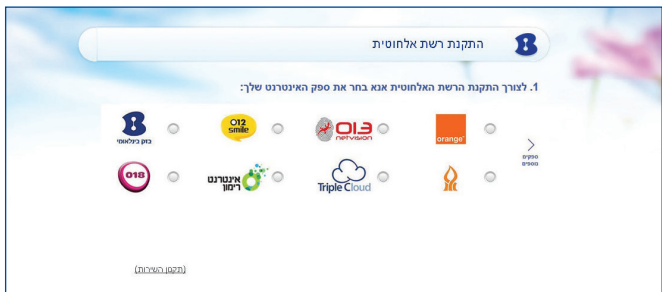 התקנת רשת אלחוטית
1. לצורך התקנת הרשת האלחוטית אנא בחר את ספק האינטרנט שלך:
orange
013 netvision
012 smile
בזק בינלאומי
ספקים
נוספים
Triple Cloud
אינטרנט רימון
018
(תקנון השירות)